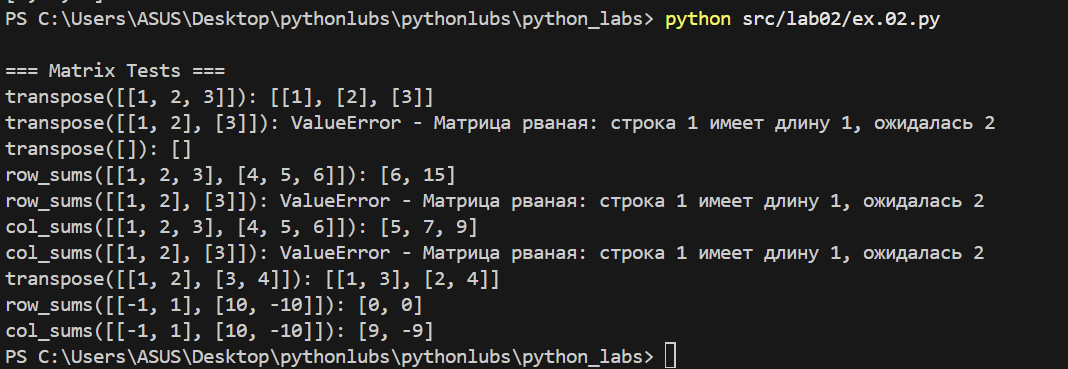 PS C:\Users\ASUS\Desktop\pythonlubs\pythonlubs\python_labs> python src/lab02/ex.02.py
=== Matrix Tests ===
transpose([[1, 2, 3]]): [[1], [2], [3]]
transpose([[1, 2], [3]]): ValueError - Матрица рваная: строка 1 имеет длину 1, ожидалась 2
transpose([]): []
row_sums([[1, 2, 3], [4, 5, 6]]): [6, 15]
row_sums([[1, 2], [3]]): ValueError - Матрица рваная: строка 1 имеет длину 1, ожидалась 2
col_sums([[1, 2, 3], [4, 5, 6]]): [5, 7, 9]
col_sums([[1, 2], [3]]): ValueError - Матрица рваная: строка 1 имеет длину 1, ожидалась 2
transpose([[1, 2], [3, 4]]): [[1, 3], [2, 4]]
row_sums([[-1, 1], [10, -10]]): [0, 0]
col_sums([[-1, 1], [10, -10]]): [9, -9]
PS C:\Users\ASUS\Desktop\pythonlubs\pythonlubs\python_labs>